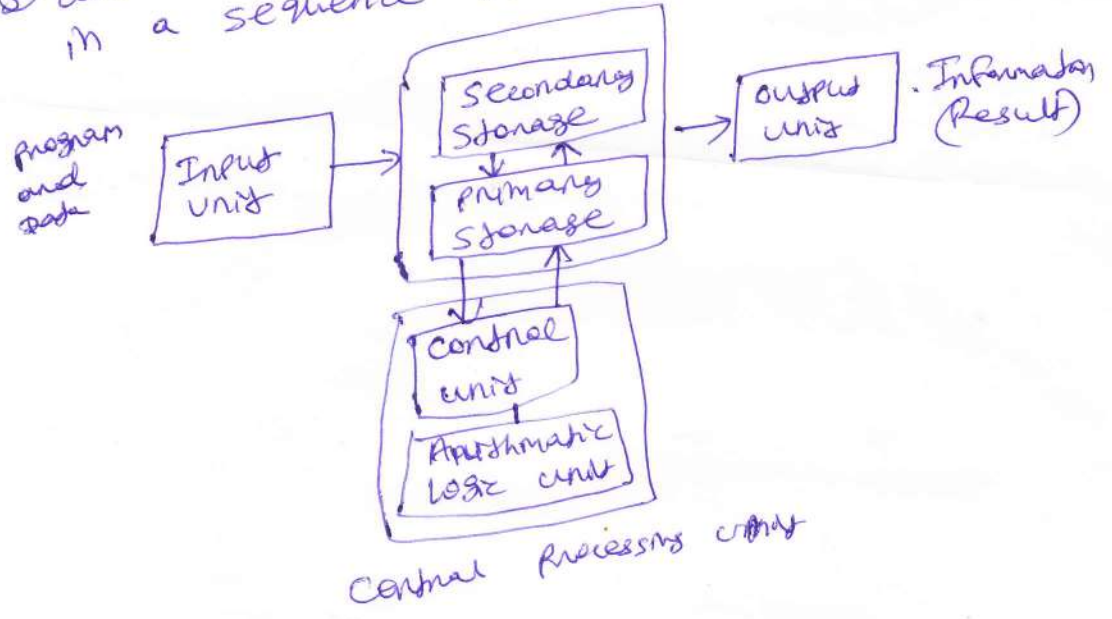 in a sequence
program
and
Data
Input
unit
Secondary
Storage
primary
Storage
output
unit
. Information
(Result)
control
unit
Arithmatic
Logic unit
Central Processing unit